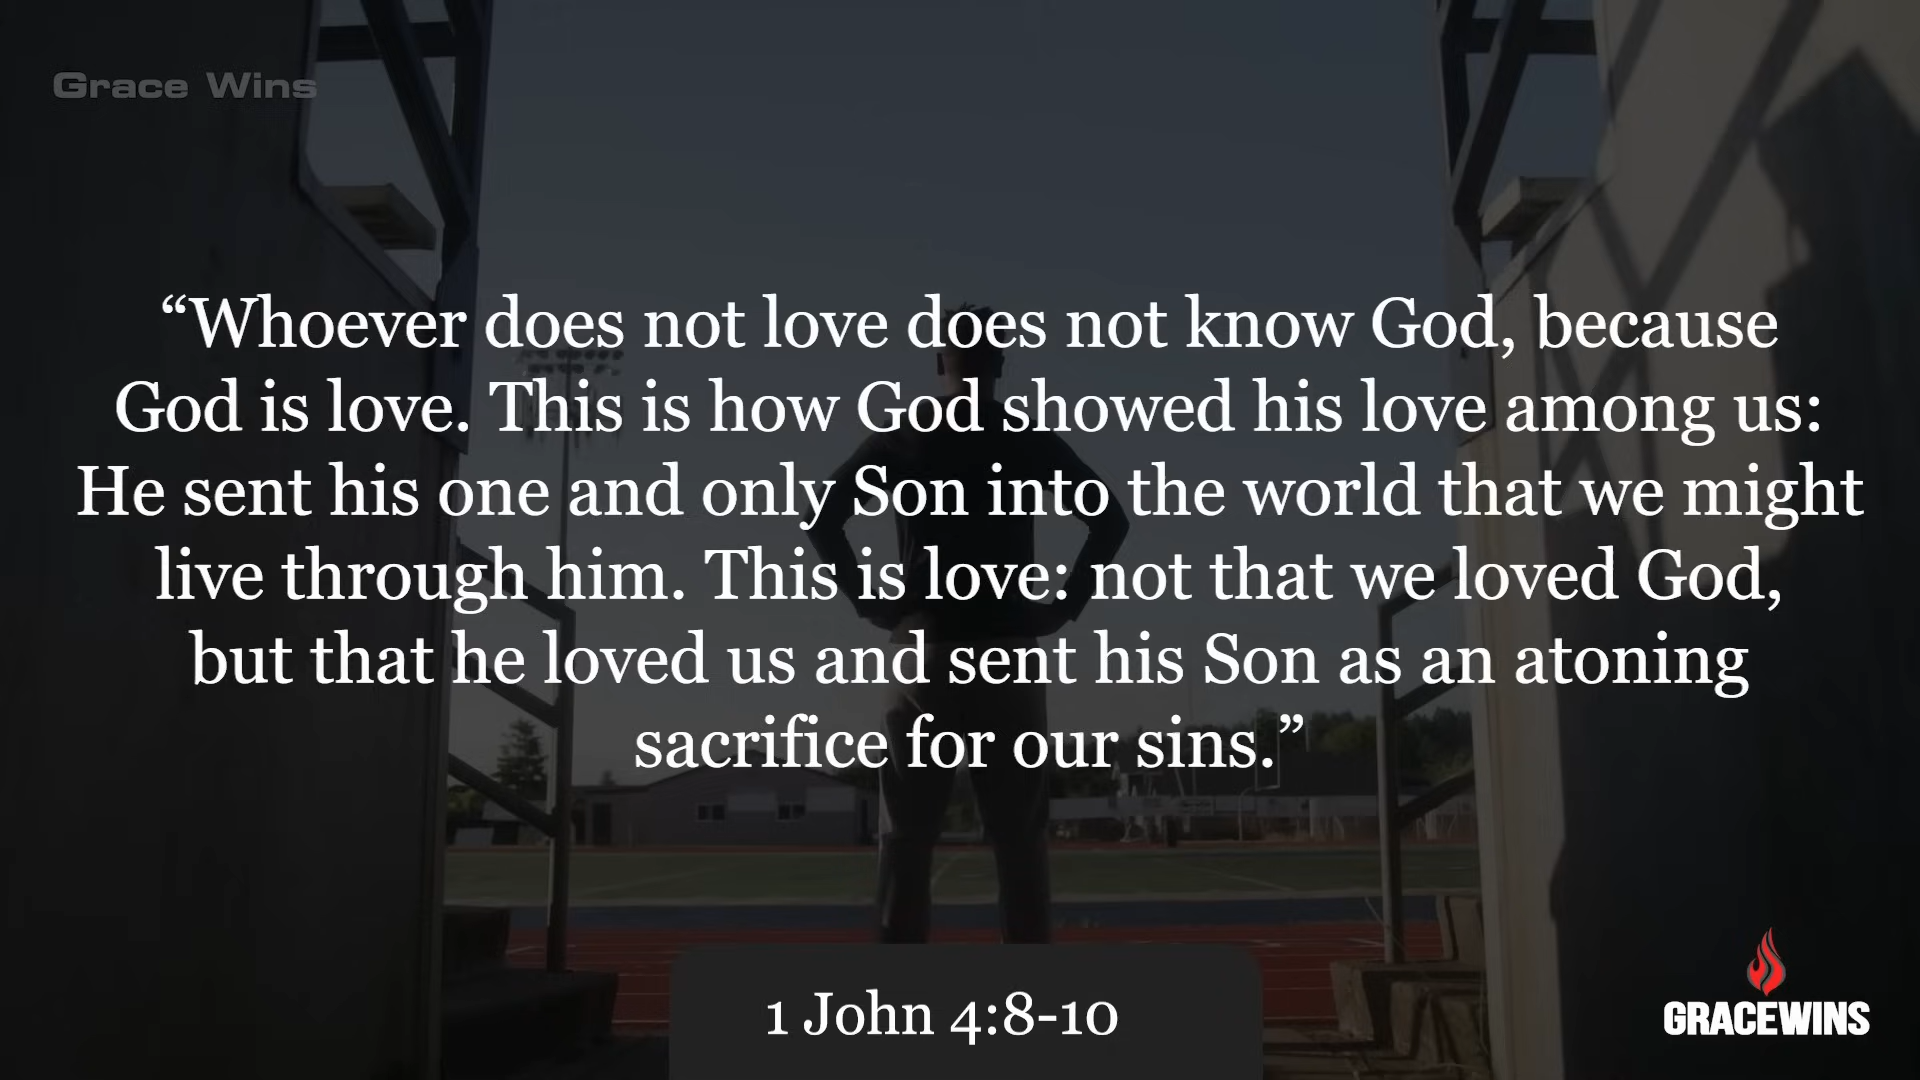 Grace Wins
“Whoever does not love does not know God, because
God is love. This is how God showed his love among us:
He sent his one and only Son into the world that we might
live through him. This is love: not that we loved God,
but that he loved us and sent his Son as an atoning
sacrifice for our sins.”
1 John 4:8-10
GRACEWINS